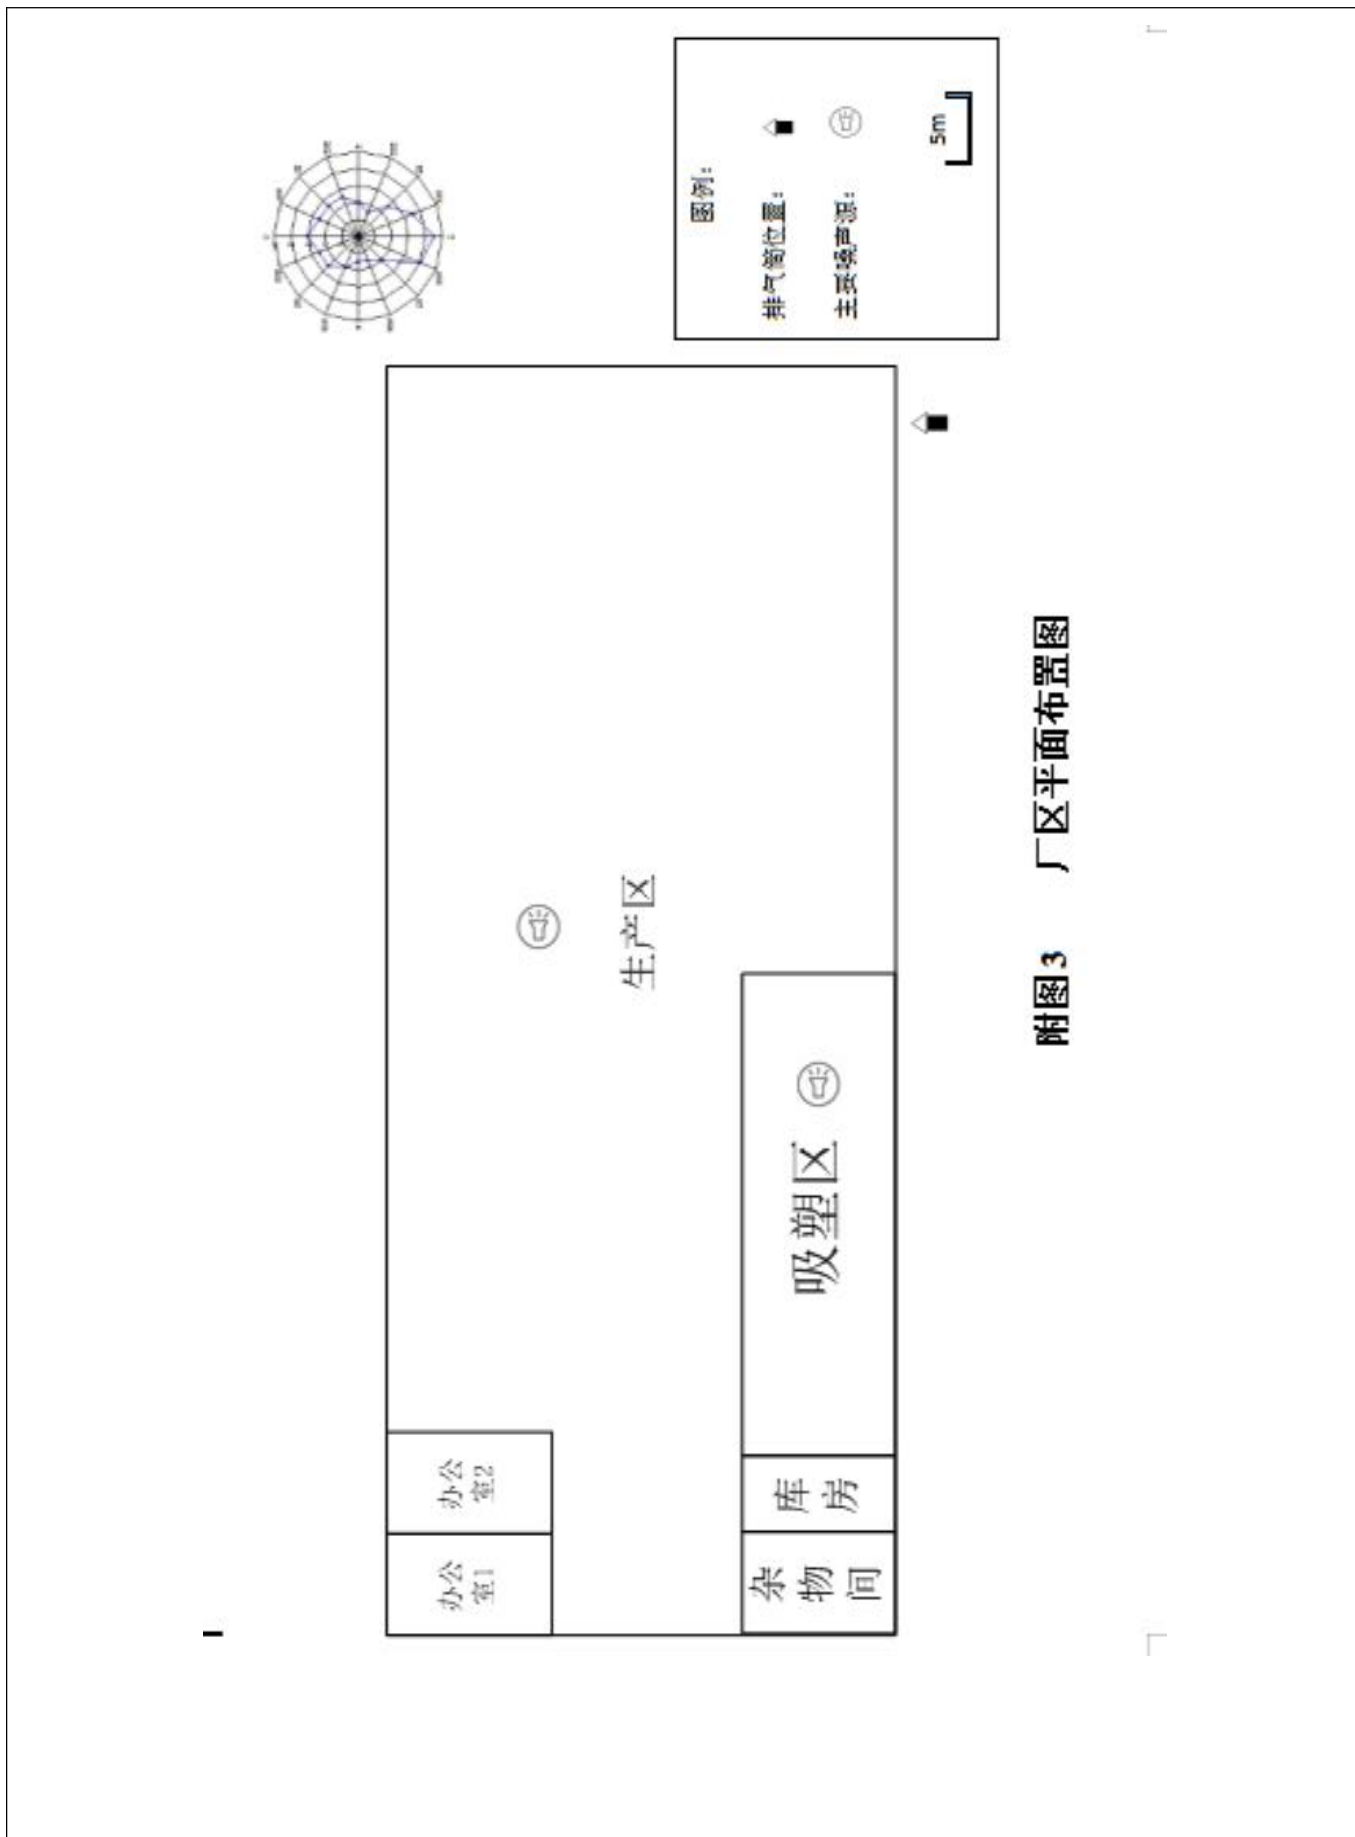 图例：
排气筒位置：
主要噪声源：
5m
生产区
办公
室2
办公
室1
吸塑区
库
房
杂
物
间
附图3 厂区平面布置图